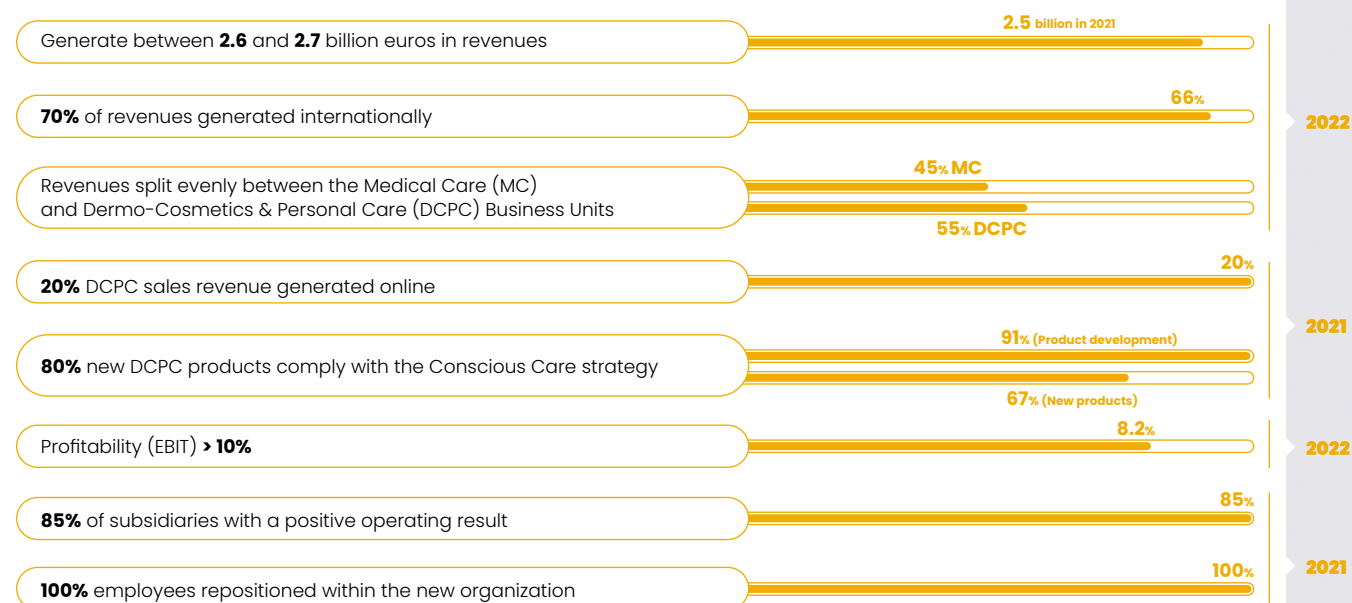 2.5 billion in 2021
Generate between 2.6 and 2.7 billion euros in revenues
66%
70% of revenues generated internationally
2022
45% MC
Revenues split evenly between the Medical Care (MC)
and Dermo-Cosmetics & Personal Care (DCPC) Business Units
55% DCPC
20%
20% DCPC sales revenue generated online
2021
91% (Product development)
80% new DCPC products comply with the Conscious Care strategy
67% (New products)
8.2%
Profitability (EBIT) > 10%
2022
85%
85% of subsidiaries with a positive operating result
2021
100%
100% employees repositioned within the new organization